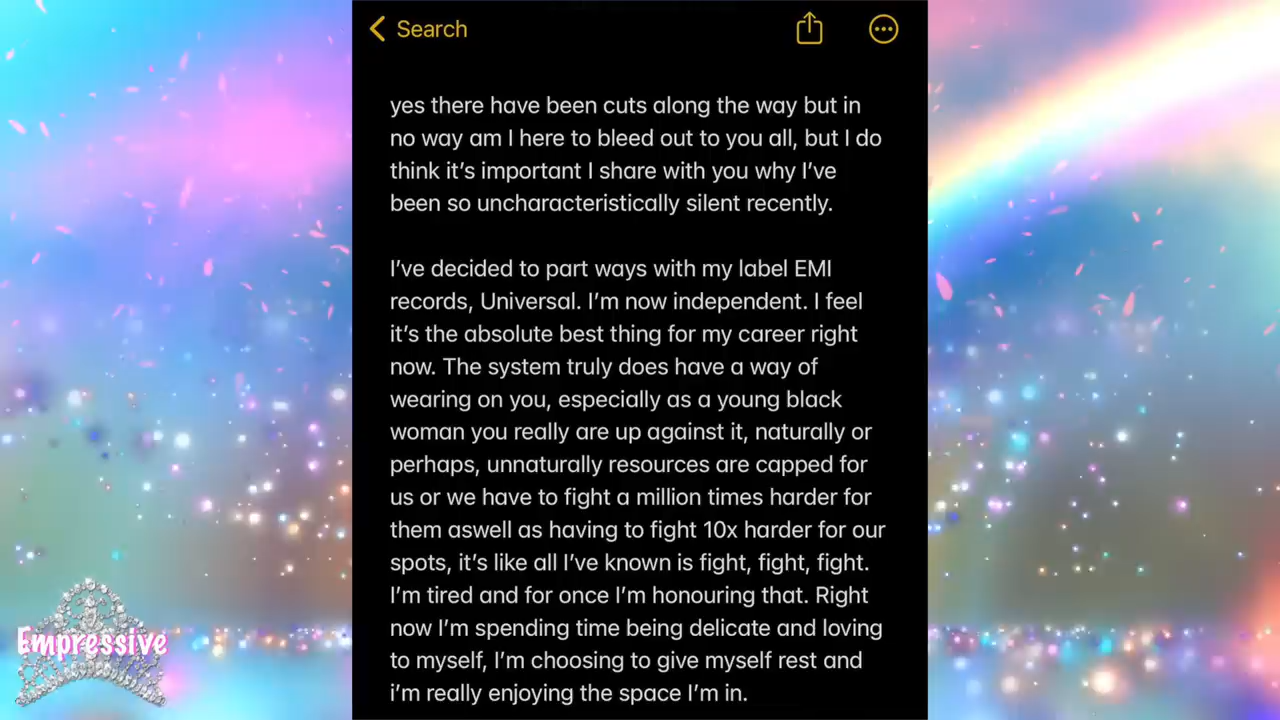 Search
yes there have been cuts along the way but in
no way am I here to bleed out to you all, but I do
think it’s important I share with you why I’ve
been so uncharacteristically silent recently.
I’ve decided to part ways with my label EMI
records, Universal. I’m now independent. I feel
it’s the absolute best thing for my career right
now. The system truly does have a way of
wearing on you, especially as a young black
woman you really are up against it, naturally or
perhaps, unnaturally resources are capped for
us or we have to fight a million times harder for
them aswell as having to fight 10x harder for our
spots, it’s like all I’ve known is fight, fight, fight.
I’m tired and for once I’m honouring that. Right
now I’m spending time being delicate and loving
to myself, I’m choosing to give myself rest and
i’m really enjoying the space I’m in.
Empressive